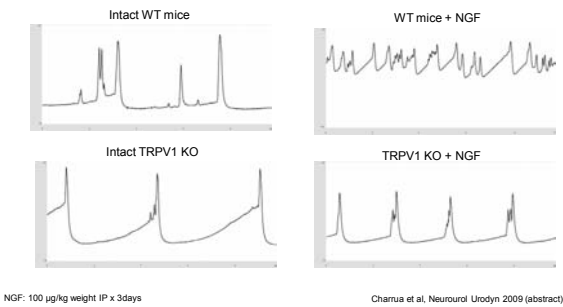 Intact WT mice
WT mice + NGF
Intact TRPV1 KO
TRPV1 KO + NGF
NGF: 100 µg/kg weight IP x 3days
Charrua et al, Neurourol Urodyn 2009 (abstract)